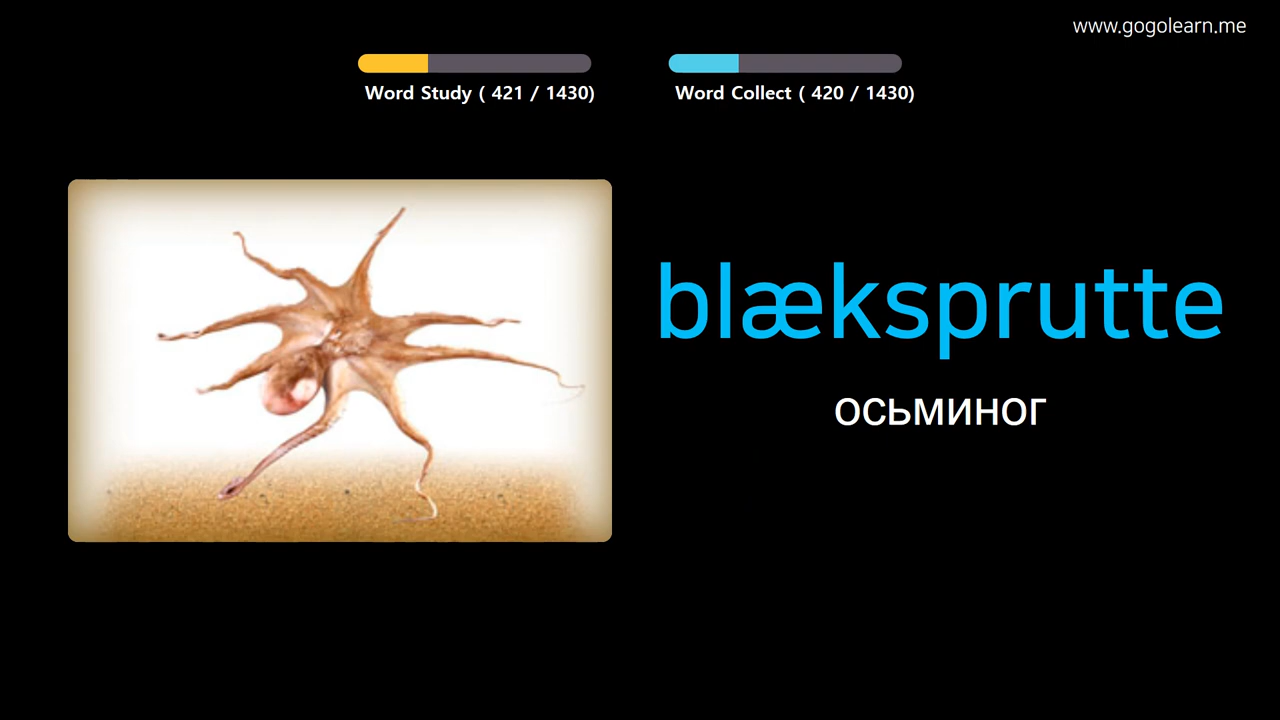 www.gogolearn.me
Word Study ( 421 / 1430)
Word Collect ( 420 / 1430)
blæksprutte
осьминог